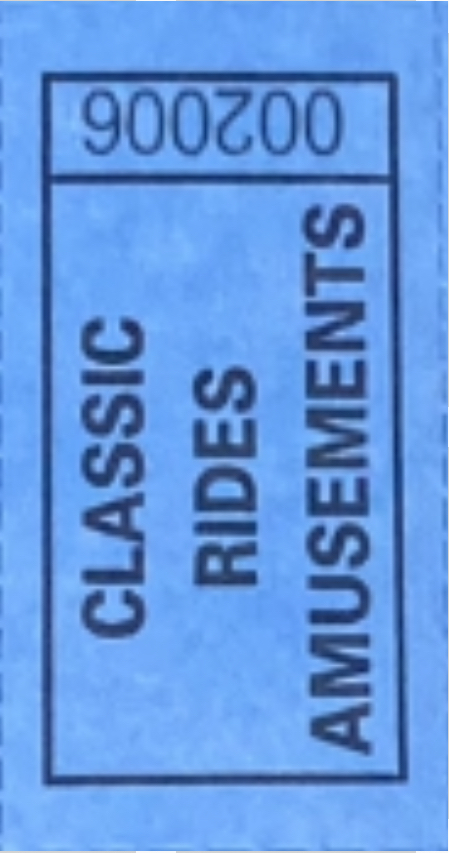 CLASSIC
RIDES
AMUSEMENTS
002006